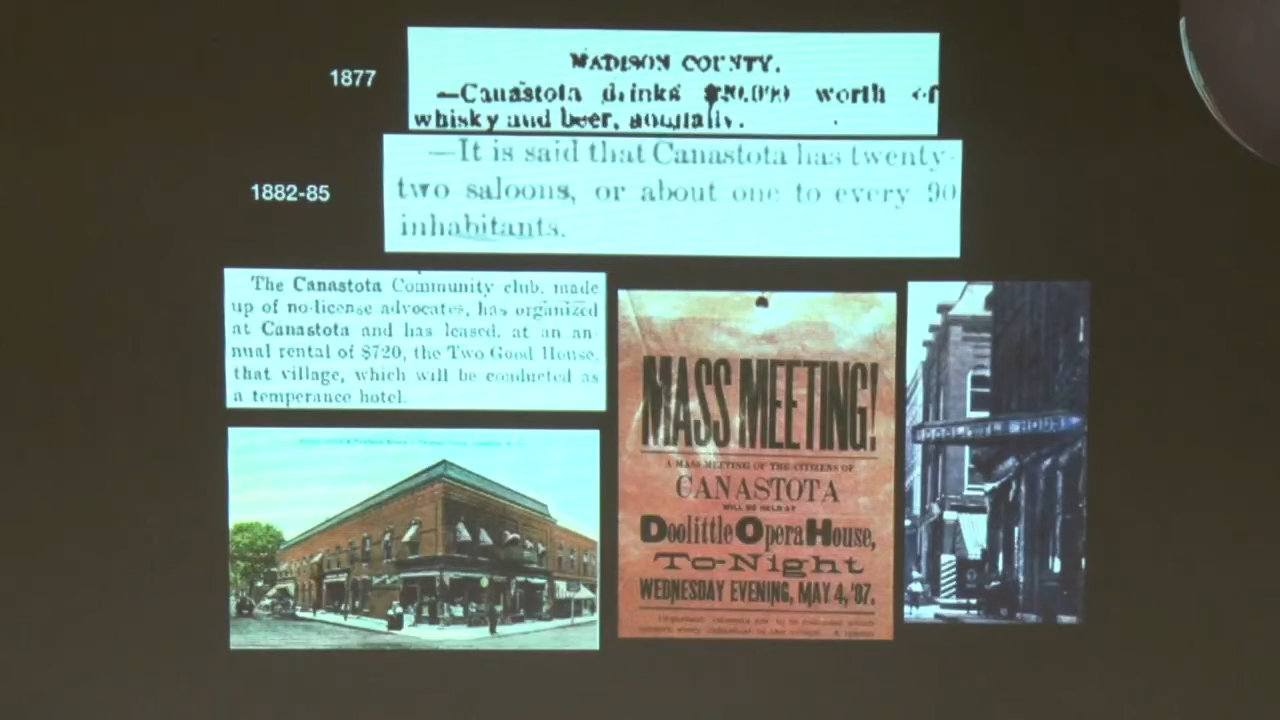 1877
MADISON COUNTY.
—Canastota drinks worth of
whisky and beer, annually.
1882-85
—It is said that Canastota has twenty-
two saloons, or about one to every 90
inhabitants.
The Canastota Community club, made
up of no-license advocates, has organized
at Canastota and has leased, at an an-
nual rental of $720, the Two Good House,
that village, which will be conducted as
a temperance hotel.
MASS MEETING!
A MASS MEETING OF THE CITIZENS OF
CANASTOTA
WILL BE HELD AT
Doolittle Opera House,
To-Night
WEDNESDAY EVENING, MAY 4, '87.